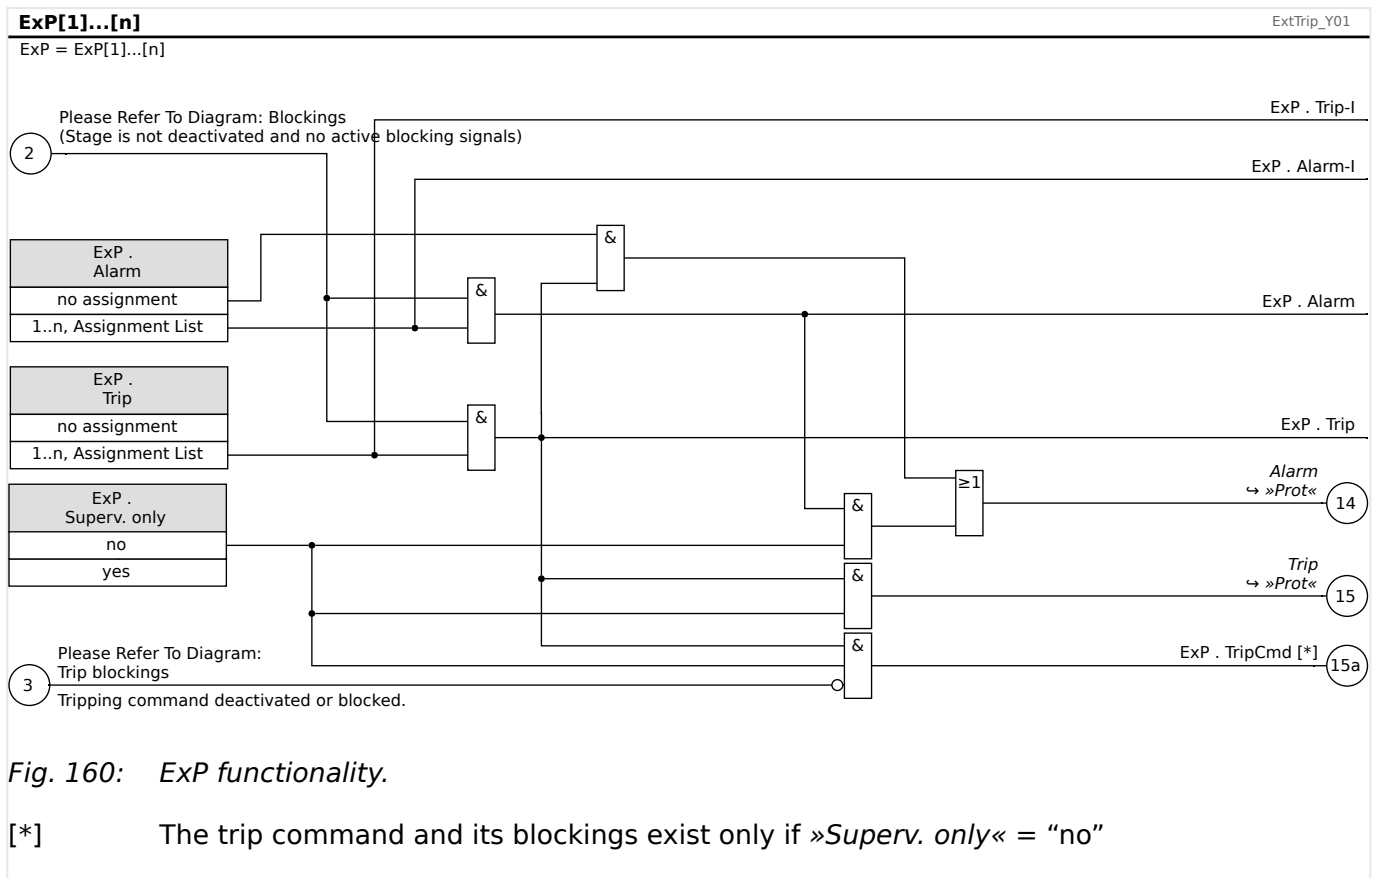 ExP[1]...[n]
ExtTrip_Y01
ExP = ExP[1]...[n]
Please Refer To Diagram: Blockings
(Stage is not deactivated and no active blocking signals)
2
ExP . Trip-I
ExP . Alarm-I
ExP .
Alarm
no assignment
1..n, Assignment List
&
&
ExP . Alarm
ExP .
Trip
no assignment
1..n, Assignment List
&
ExP . Trip
ExP .
Superv. only
no
yes
&
≥1
Alarm
↪ »Prot«
14
&
Trip
↪ »Prot«
15
&
ExP . TripCmd [*]
15a
Please Refer To Diagram:
Trip blockings
3
Tripping command deactivated or blocked.
Fig. 160: ExP functionality.
[*] The trip command and its blockings exist only if »Superv. only« = “no”